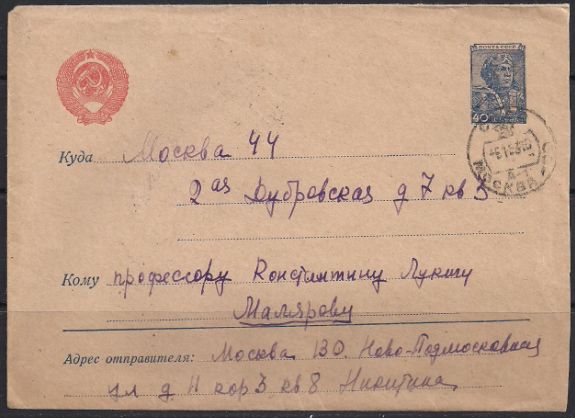 ПОЧТА СССР
40
МОСКВА
Куда Москва 44
2ая Дубровская д 7 кв 3
Кому профессору Константину Лукичу
Малярову
Адрес отправителя: Москва 130. Ново-Подмосковная
ул д 11 кор 3 кв 8 Никитина